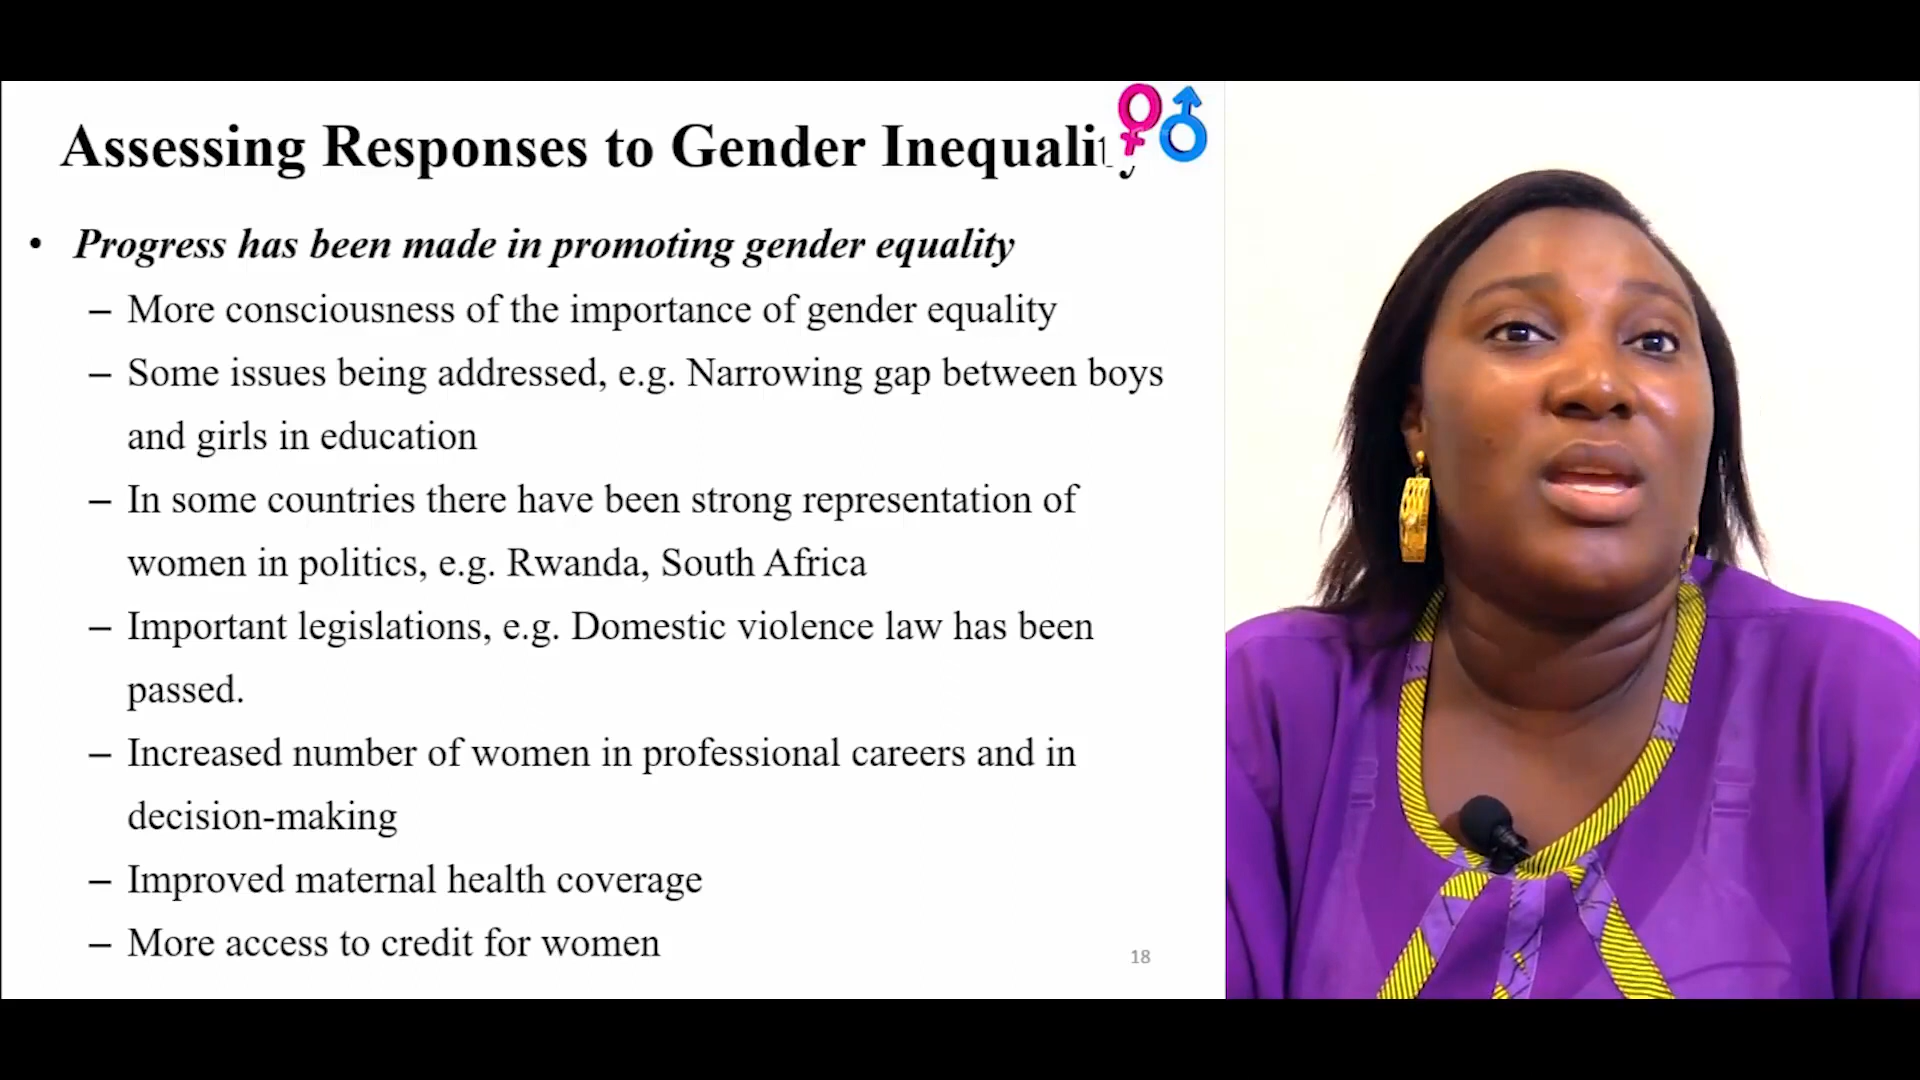 Assessing Responses to Gender Inequality
• Progress has been made in promoting gender equality
– More consciousness of the importance of gender equality
– Some issues being addressed, e.g. Narrowing gap between boys
and girls in education
– In some countries there have been strong representation of
women in politics, e.g. Rwanda, South Africa
– Important legislations, e.g. Domestic violence law has been
passed.
– Increased number of women in professional careers and in
decision-making
– Improved maternal health coverage
– More access to credit for women
18